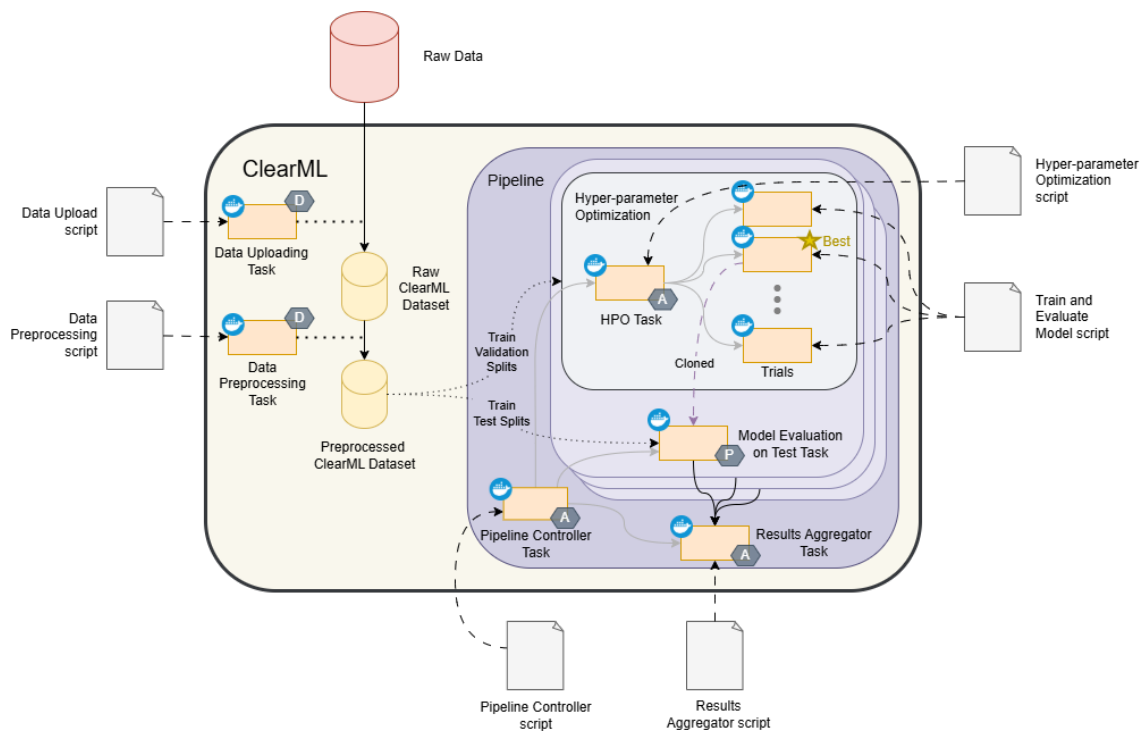 Raw Data
ClearML
Pipeline
Hyper-parameter
Optimization
Hyper-parameter
Optimization
script
Data Upload
script
D
Data Uploading
Task
Raw
ClearML
Dataset
Best
A
HPO Task
Trials
Train and
Evaluate
Model script
Data
Preprocessing
script
D
Data
Preprocessing
Task
Train
Validation
Splits
Cloned
Train
Test Splits
Preprocessed
ClearML Dataset
P
Model Evaluation
on Test Task
A
Pipeline Controller
Task
A
Results Aggregator
Task
Pipeline Controller
script
Results
Aggregator script